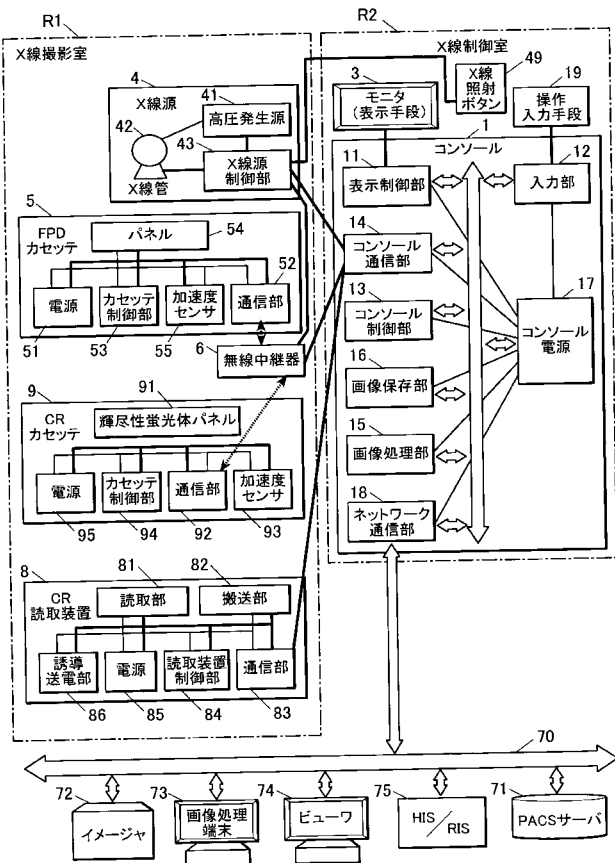 R1
R2
X線撮影室
X線制御室
4
X線源
41
高圧発生源
42
X線管
43
X線源
制御部
3
モニタ
(表示手段)
49
X線
照射
ボタン
19
操作
入力手段
1
コンソール
11
表示制御部
12
入力部
14
コンソール
通信部
13
コンソール
制御部
16
画像保存部
15
画像処理部
18
ネットワーク
通信部
17
コンソール
電源
5
FPD
カセッテ
パネル
54
電源
51
カセッテ
制御部
53
加速度
センサ
55
通信部
52
6
無線中継器
9
CR
カセッテ
91
輝尽性蛍光体パネル
電源
95
カセッテ
制御部
94
通信部
92
加速度
センサ
93
8
CR
読取装置
81
読取部
82
搬送部
誘導
送電部
86
電源
85
読取装置
制御部
84
通信部
83
70
72
イメージャ
73
画像処理
端末
74
ビューワ
75
HIS
/
RIS
71
PACSサーバ